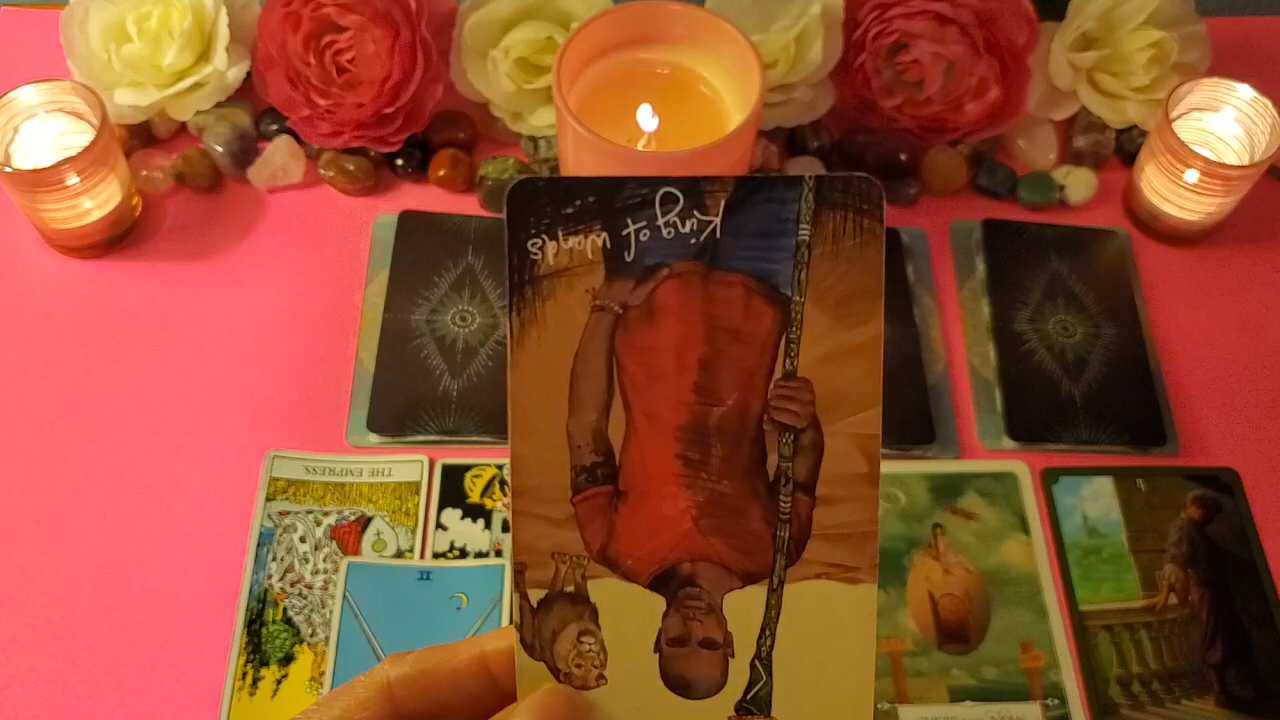 King of Wands
THE EMPRESS.
II